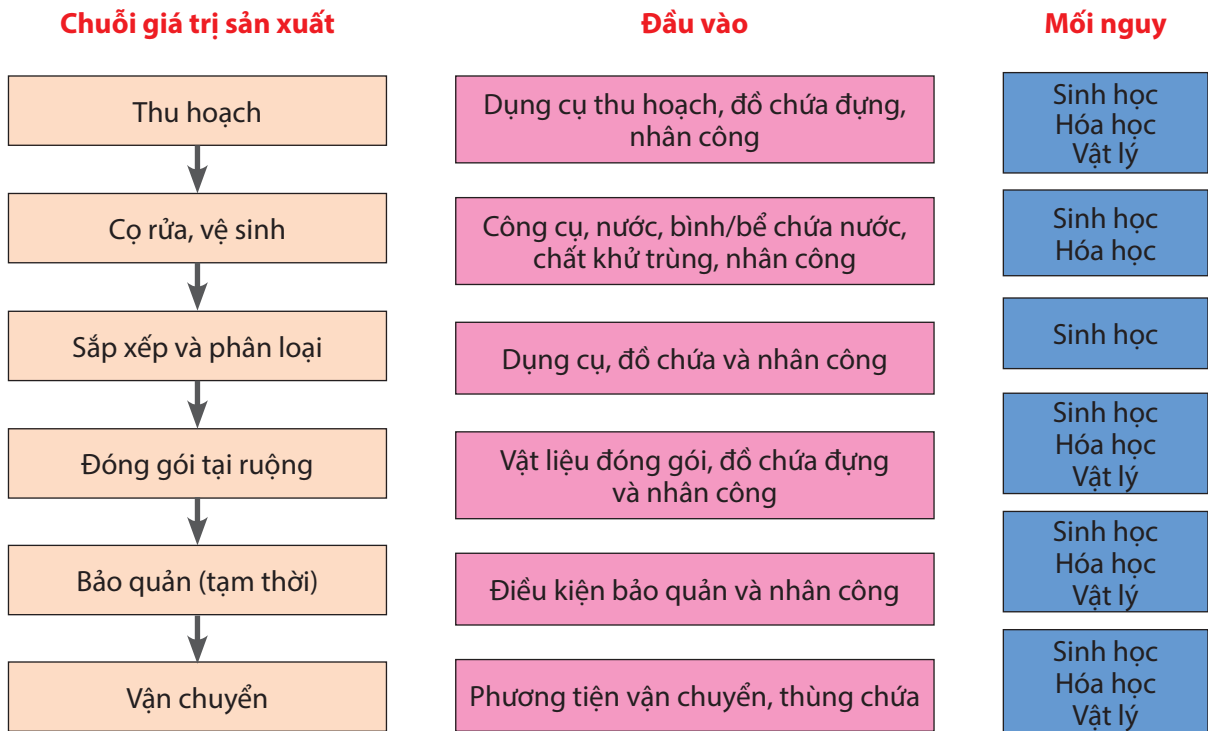 Chuỗi giá trị sản xuất
Đầu vào
Mối nguy
Thu hoạch
Dụng cụ thu hoạch, đồ chứa đựng,
nhân công
Sinh học
Hóa học
Vật lý
Cọ rửa, vệ sinh
Công cụ, nước, bình/bể chứa nước,
chất khử trùng, nhân công
Sinh học
Hóa học
Sắp xếp và phân loại
Dụng cụ, đồ chứa và nhân công
Sinh học
Đóng gói tại ruộng
Vật liệu đóng gói, đồ chứa đựng
và nhân công
Sinh học
Hóa học
Vật lý
Bảo quản (tạm thời)
Điều kiện bảo quản và nhân công
Sinh học
Hóa học
Vật lý
Vận chuyển
Phương tiện vận chuyển, thùng chứa
Sinh học
Hóa học
Vật lý